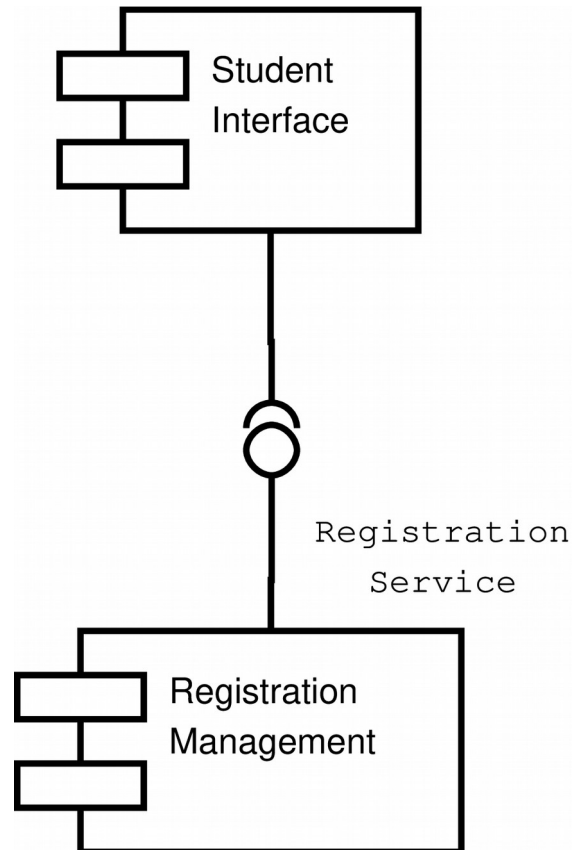 Student
Interface
Registration
Service
Registration
Management